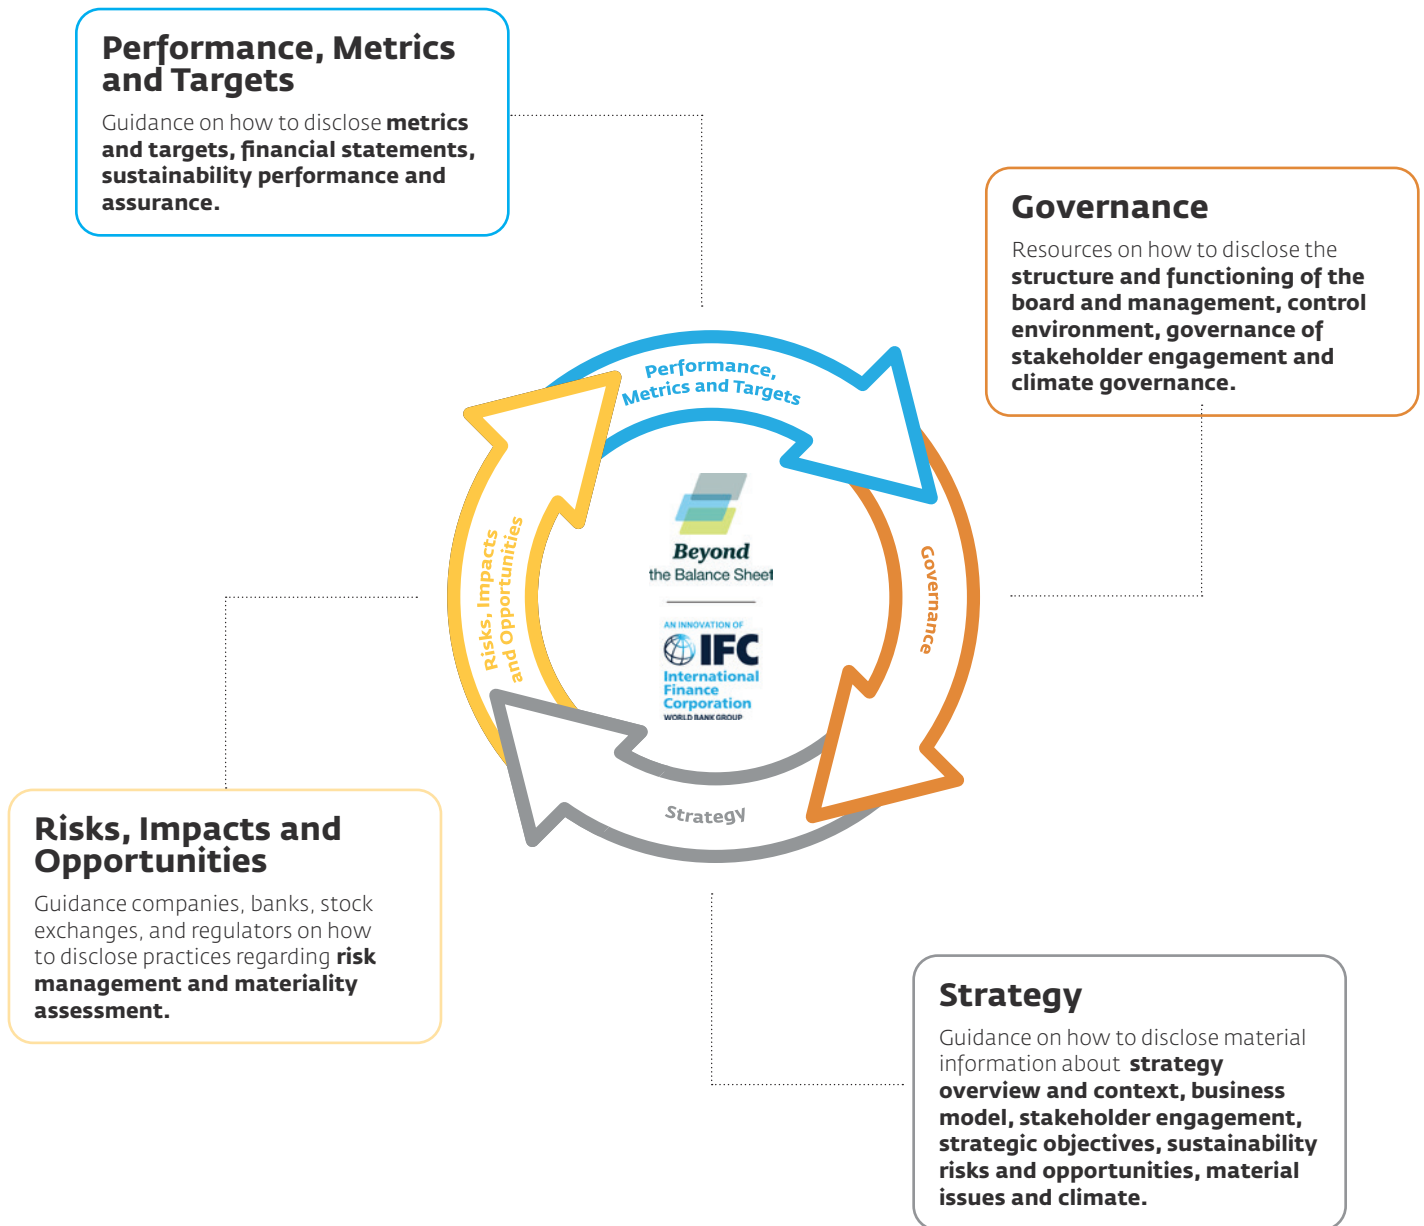 Performance, Metrics
and Targets
Guidance on how to disclose metrics
and targets, financial statements,
sustainability performance and
assurance.
Governance
Resources on how to disclose the
structure and functioning of the
board and management, control
environment, governance of
stakeholder engagement and
climate governance.
Performance,
Metrics and Targets
Governance
Strategy
Risks, Impacts
and Opportunities
Beyond
the Balance Sheet
AN INNOVATION OF
IFC
International
Finance
Corporation
WORLD BANK GROUP
Risks, Impacts and
Opportunities
Guidance companies, banks, stock
exchanges, and regulators on how
to disclose practices regarding risk
management and materiality
assessment.
Strategy
Guidance on how to disclose material
information about strategy
overview and context, business
model, stakeholder engagement,
strategic objectives, sustainability
risks and opportunities, material
issues and climate.